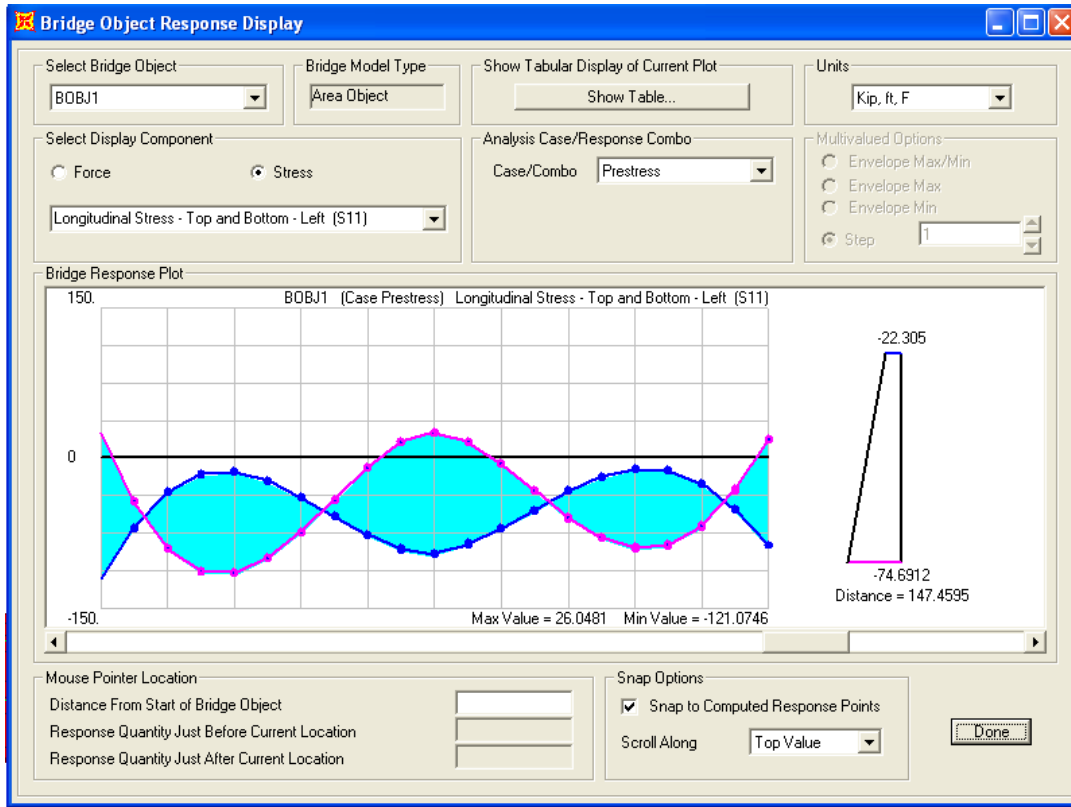 Bridge Object Response Display
Select Bridge Object
BOBJ1
Bridge Model Type
Area Object
Show Tabular Display of Current Plot
Show Table...
Units
Kip, ft, F
Select Display Component
Force
Stress
Longitudinal Stress - Top and Bottom - Left (S11)
Analysis Case/Response Combo
Case/Combo
Prestress
Multivalued Options
Envelope Max/Min
Envelope Max
Envelope Min
Step
1
Bridge Response Plot
150.
BOBJ1 (Case Prestress) Longitudinal Stress - Top and Bottom - Left (S11)
0
-150.
Max Value = 26.0481 Min Value = -121.0746
-22.305
-74.6912
Distance = 147.4595
Mouse Pointer Location
Distance From Start of Bridge Object
Response Quantity Just Before Current Location
Response Quantity Just After Current Location
Snap Options
Snap to Computed Response Points
Scroll Along
Top Value
Done